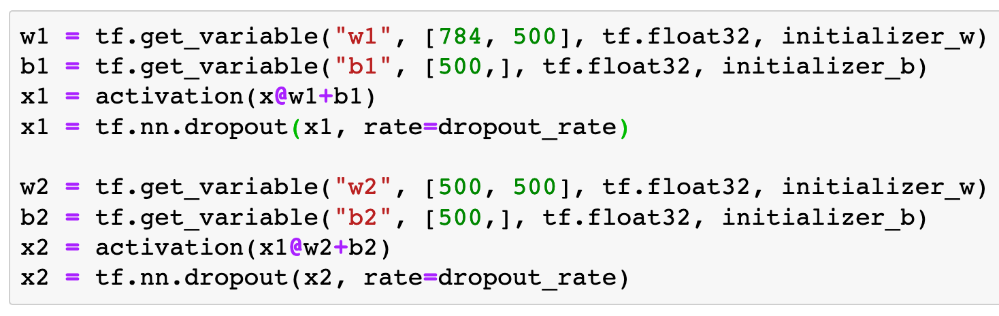 w1 = tf.get_variable("w1", [784, 500], tf.float32, initializer_w)
b1 = tf.get_variable("b1", [500,], tf.float32, initializer_b)
x1 = activation(x@w1+b1)
x1 = tf.nn.dropout(x1, rate=dropout_rate)

w2 = tf.get_variable("w2", [500, 500], tf.float32, initializer_w)
b2 = tf.get_variable("b2", [500,], tf.float32, initializer_b)
x2 = activation(x1@w2+b2)
x2 = tf.nn.dropout(x2, rate=dropout_rate)